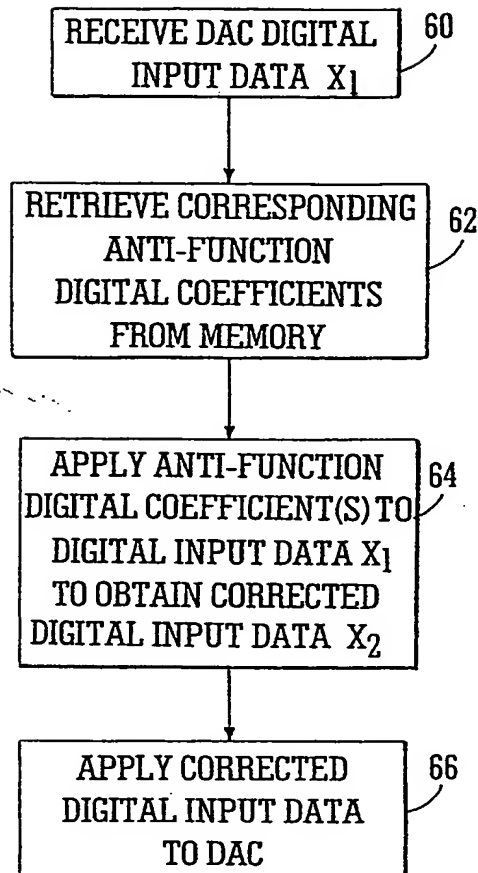 RECEIVE DAC DIGITAL
INPUT DATA X1
60
RETRIEVE CORRESPONDING
ANTI-FUNCTION
DIGITAL COEFFICIENTS
FROM MEMORY
62
APPLY ANTI-FUNCTION
DIGITAL COEFFICIENT(S) TO
DIGITAL INPUT DATA X1
TO OBTAIN CORRECTED
DIGITAL INPUT DATA X2
64
APPLY CORRECTED
DIGITAL INPUT DATA
TO DAC
66